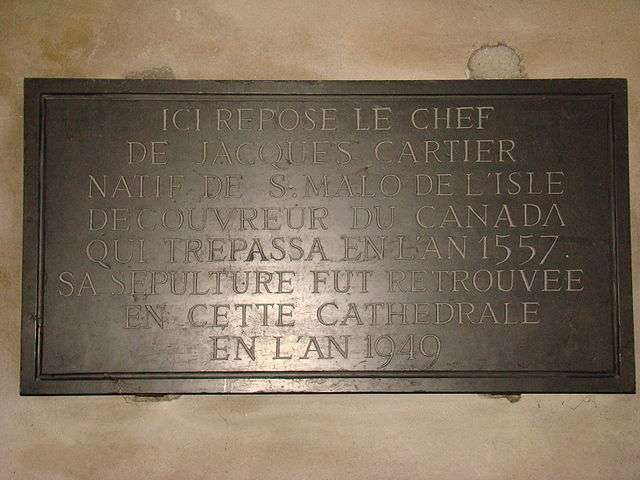 ICI REPOSE LE CHEF
DE JACQUES CARTIER
NATIF DE S. MALO DE L'ISLE
DECOUVREUR DU CANADA
QUI TREPASSA EN L'AN 1557.
SA SEPULTURE FUT RETROUVEE
EN CETTE CATHEDRALE
EN L'AN 1949